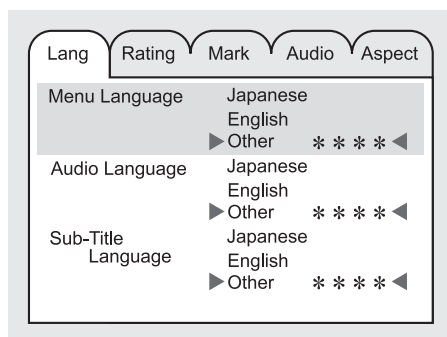 Lang Rating Mark Audio Aspect
Menu Language Japanese
English
▶Other ＊＊＊＊◀
Audio Language Japanese
English
▶Other ＊＊＊＊◀
Sub-Title Japanese
Language English
▶Other ＊＊＊＊◀